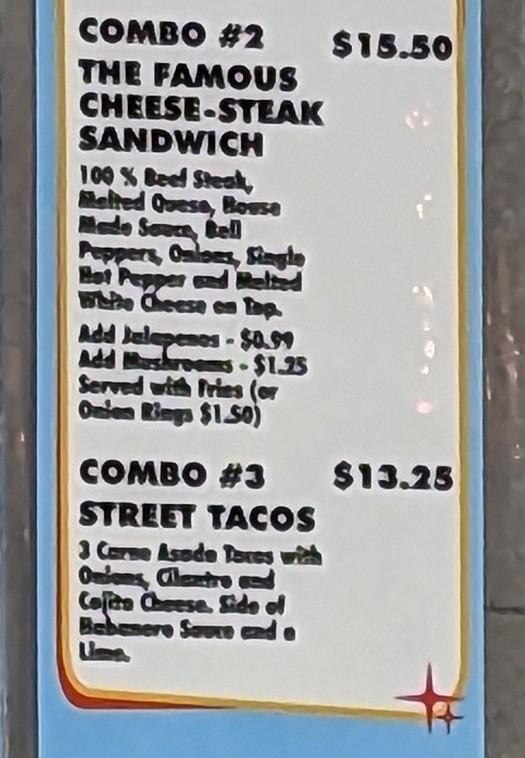 COMBO #2 $15.50
THE FAMOUS
CHEESE-STEAK
SANDWICH
100 % Beef Steak,
Melted Queso, House
Made Sauce, Bell
Peppers, Onions, Single
Hot Pepper and Melted
White Cheese on Top.
Add Jalapenos - $0.99
Add Mushrooms - $1.25
Served with Fries (or
Onion Rings $1.50)
COMBO #3 $13.25
STREET TACOS
3 Carne Asada Tacos with
Onions, Cilantro and
Cojita Cheese. Side of
Habanero Sauce and a
Lime.